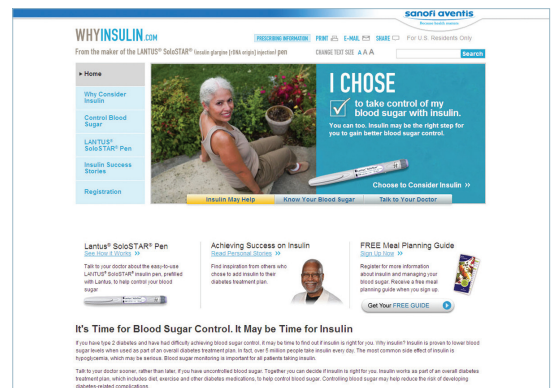 sanofi aventis
Because health matters
WHYINSULIN.COM
PRESCRIBING INFORMATION PRINT E-MAIL SHARE For U.S. Residents Only
From the maker of the LANTUS® SoloSTAR® (insulin glargine [rDNA origin] injection) pen
CHANGE TEXT SIZE A A A
Search
Home
Why Consider
Insulin
Control Blood
Sugar
LANTUS®
SoloSTAR® Pen
Insulin Success
Stories
Registration
I CHOSE
to take control of my
blood sugar with insulin.
You can too. Insulin may be the right step for
you to gain better blood sugar control.
Choose to Consider Insulin »
Insulin May Help Know Your Blood Sugar Talk to Your Doctor
Lantus® SoloSTAR® Pen
See How it Works »
Talk to your doctor about the easy-to-use
LANTUS® SoloSTAR® insulin pen, prefilled
with Lantus, to help control your blood
sugar
Achieving Success on Insulin
Read Personal Stories »
Find inspiration from others who
chose to add insulin to their
diabetes treatment plan.
FREE Meal Planning Guide
Sign Up Now »
Register for more information
about insulin and managing your
blood sugar. Receive a free meal
planning guide when you sign up.
Get Your FREE GUIDE
It's Time for Blood Sugar Control. It May be Time for Insulin
If you have type 2 diabetes and have had difficulty achieving blood sugar control, it may be time to find out if insulin is right for you. Why insulin? Insulin is proven to lower blood
sugar levels when used as part of an overall diabetes treatment plan. In fact, over 5 million people take insulin every day. The most common side effect of insulin is
hypoglycemia, which may be serious. Blood sugar monitoring is important for all patients taking insulin.
Talk to your doctor sooner, rather than later, if you have uncontrolled blood sugar. Together you can decide if insulin is right for you. Insulin works as part of an overall diabetes
treatment plan, which includes diet, exercise and other diabetes medications, to help control blood sugar. Controlling blood sugar may help reduce the risk of developing
diabetes-related complications.